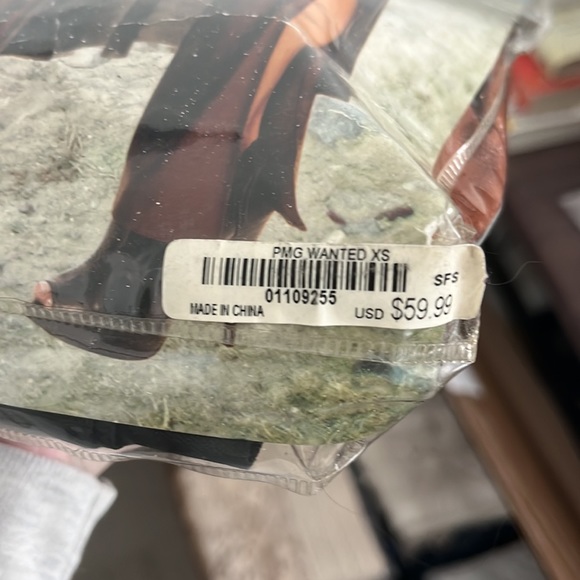 PMG WANTED XS
SFS
01109255
MADE IN CHINA
USD $59.99